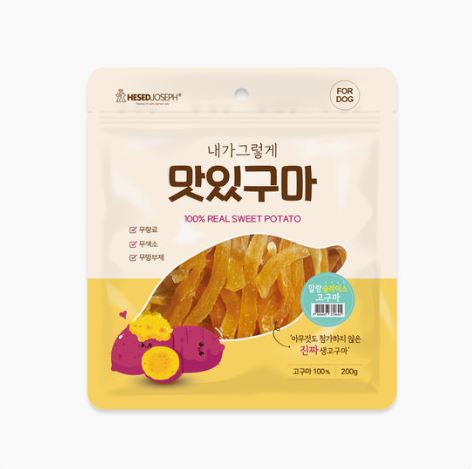 HESEDJOSEPH®
FOR
DOG
내가그렇게
맛있구마
100% REAL SWEET POTATO
무향료
무색소
무방부제
말랑슬라이스
고구마
'아무것도 첨가하지 않은
진짜 생고구마'
고구마 100% 200g